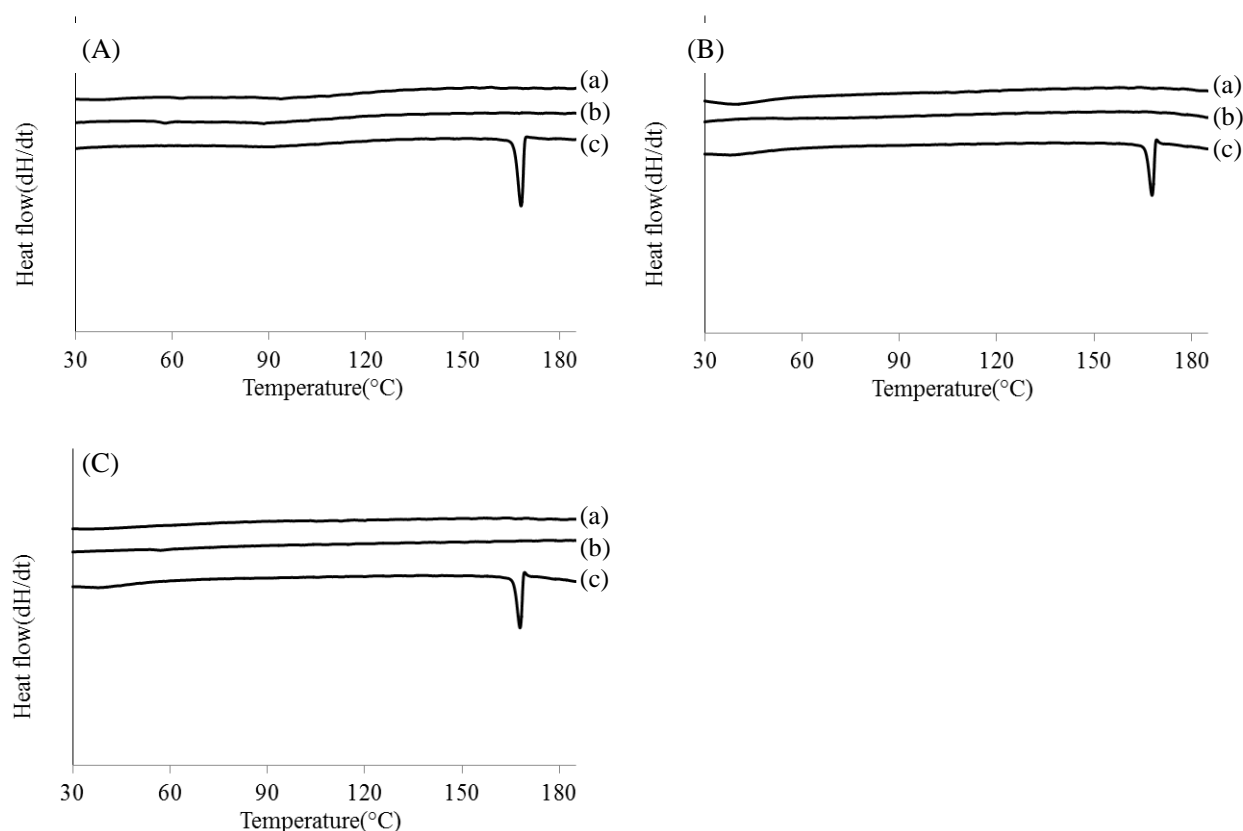 (A)
(a)
(b)
(c)
Heat flow(dH/dt)
30 60 90 120 150 180
Temperature(°C)
(B)
(a)
(b)
(c)
Heat flow(dH/dt)
30 60 90 120 150 180
Temperature(°C)
(C)
(a)
(b)
(c)
Heat flow(dH/dt)
30 60 90 120 150 180
Temperature(°C)